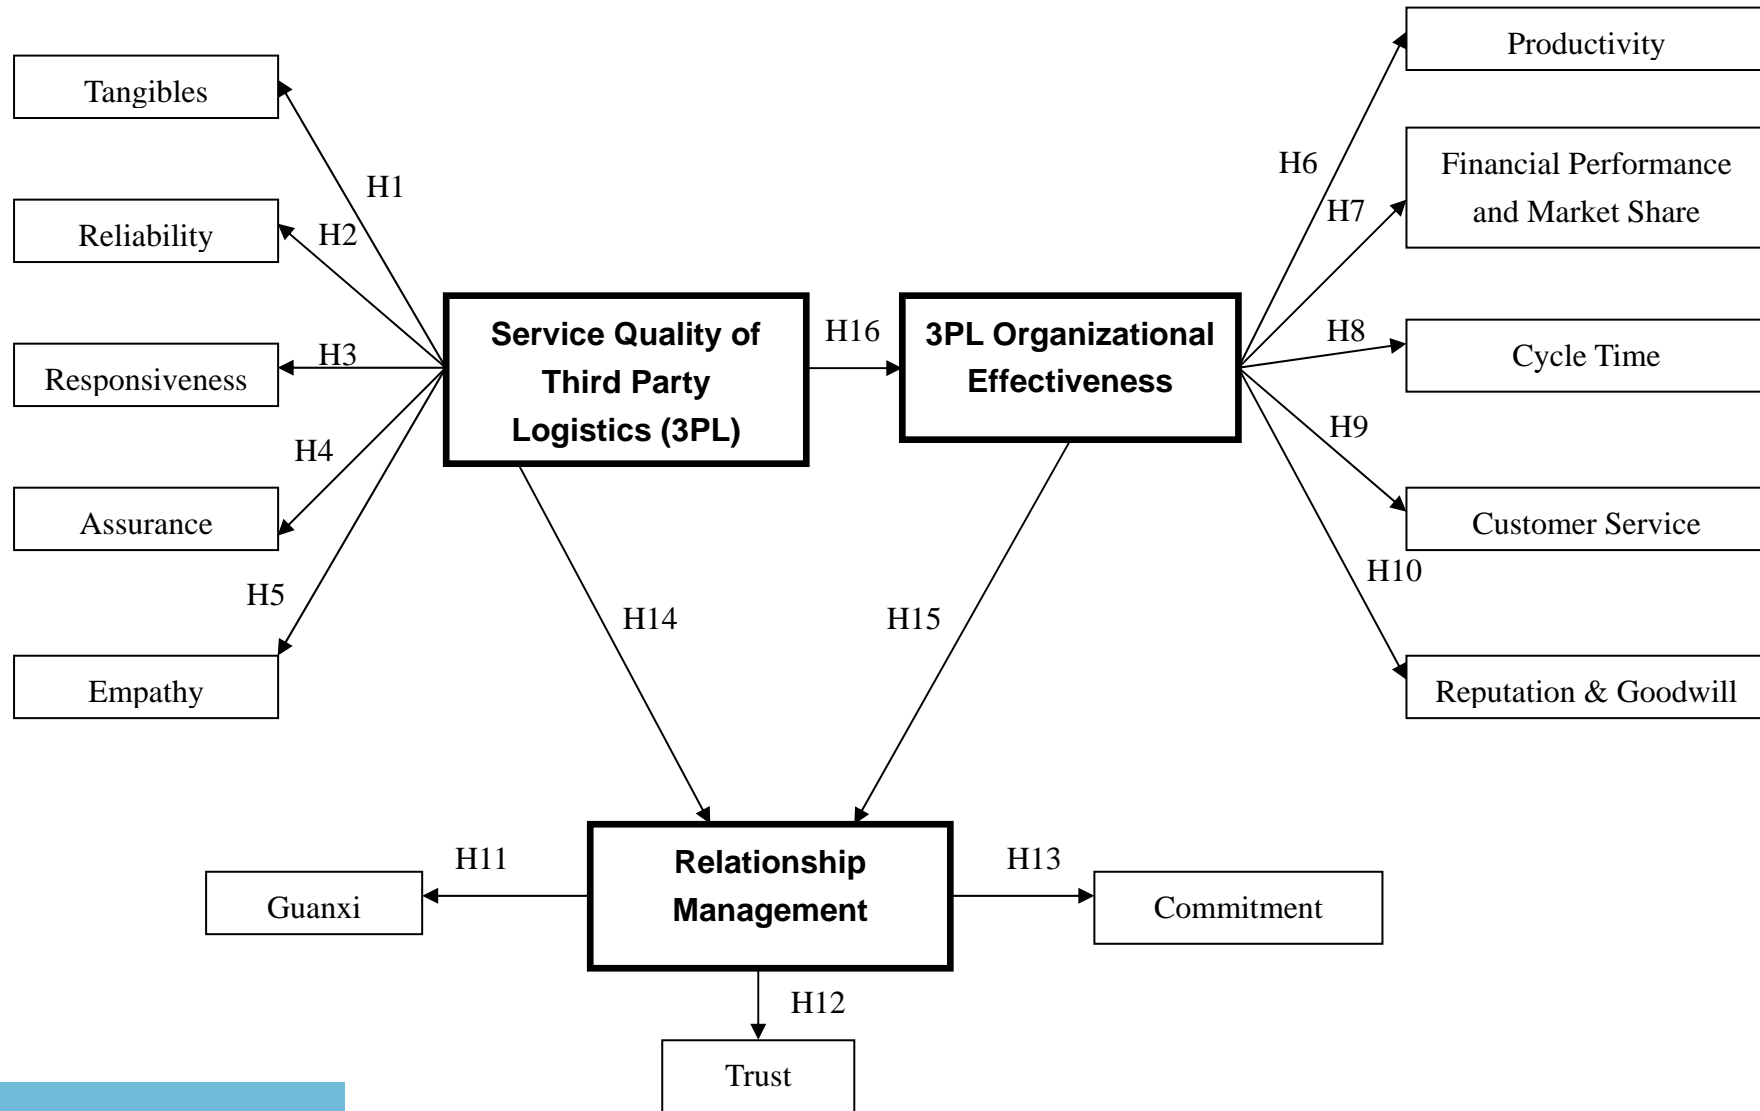 Productivity
Tangibles
Financial Performance
and Market Share
H6
H1
H7
Reliability
H2
Service Quality of
Third Party
Logistics (3PL)
H16
3PL Organizational
Effectiveness
H8
Cycle Time
H3
Responsiveness
H4
H9
Assurance
Customer Service
H5
H10
H14
H15
Empathy
Reputation & Goodwill
H11
Relationship
Management
H13
Guanxi
Commitment
H12
Trust